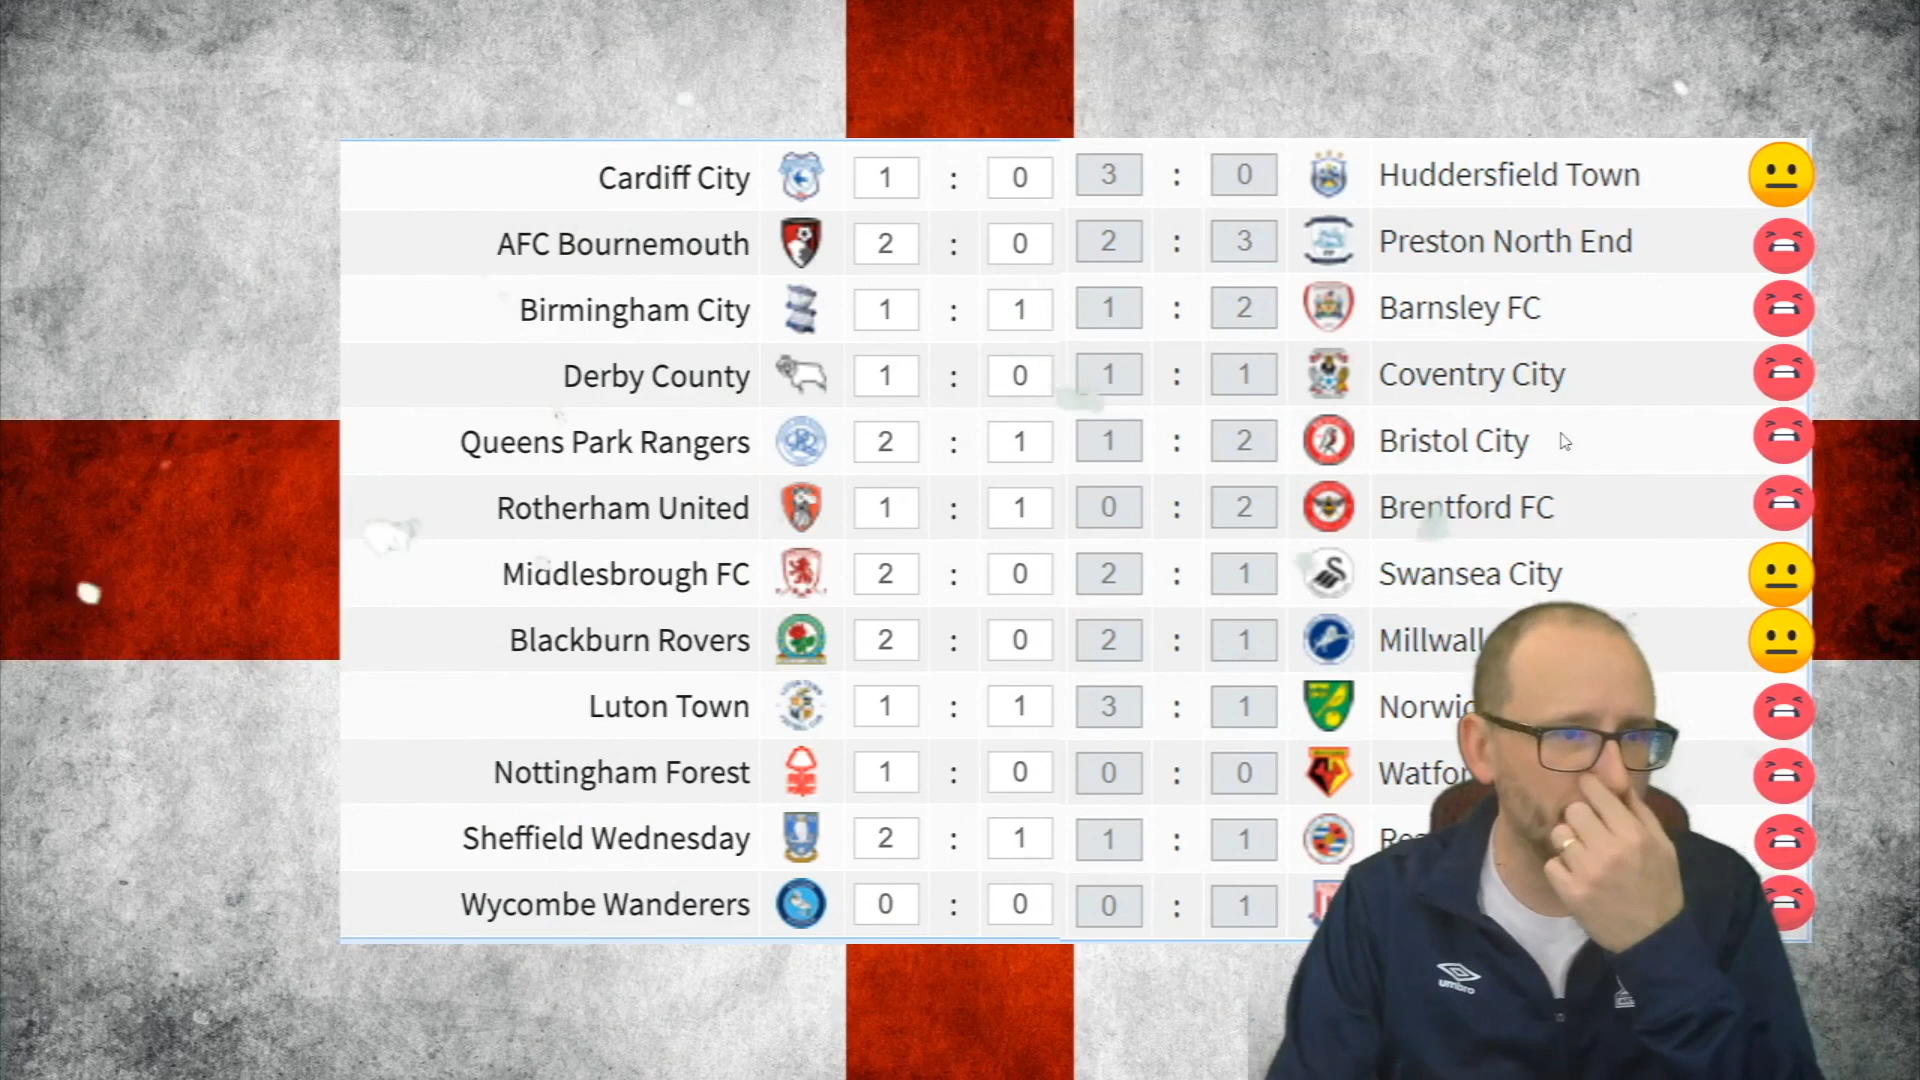 Cardiff City 1 : 0 3 : 0 Huddersfield Town
AFC Bournemouth 2 : 0 2 : 3 Preston North End
Birmingham City 1 : 1 1 : 2 Barnsley FC
Derby County 1 : 0 1 : 1 Coventry City
Queens Park Rangers 2 : 1 1 : 2 Bristol City
Rotherham United 1 : 1 0 : 2 Brentford FC
Middlesbrough FC 2 : 0 2 : 1 Swansea City
Blackburn Rovers 2 : 0 2 : 1 Millwall
Luton Town 1 : 1 3 : 1
Nottingham Forest 1 : 0 0 : 0
Sheffield Wednesday 2 : 1 1 : 1
Wycombe Wanderers 0 : 0 0 : 1
umbro